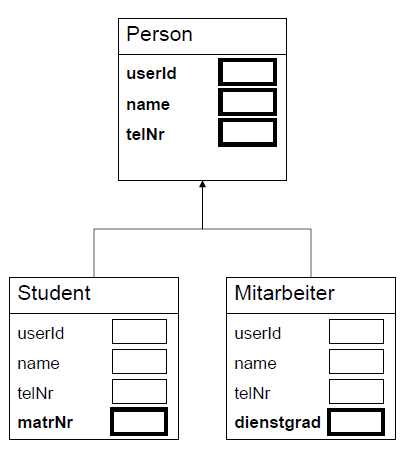 Person
userId
name
telNr
Student
userId
name
telNr
matrNr
Mitarbeiter
userId
name
telNr
dienstgrad